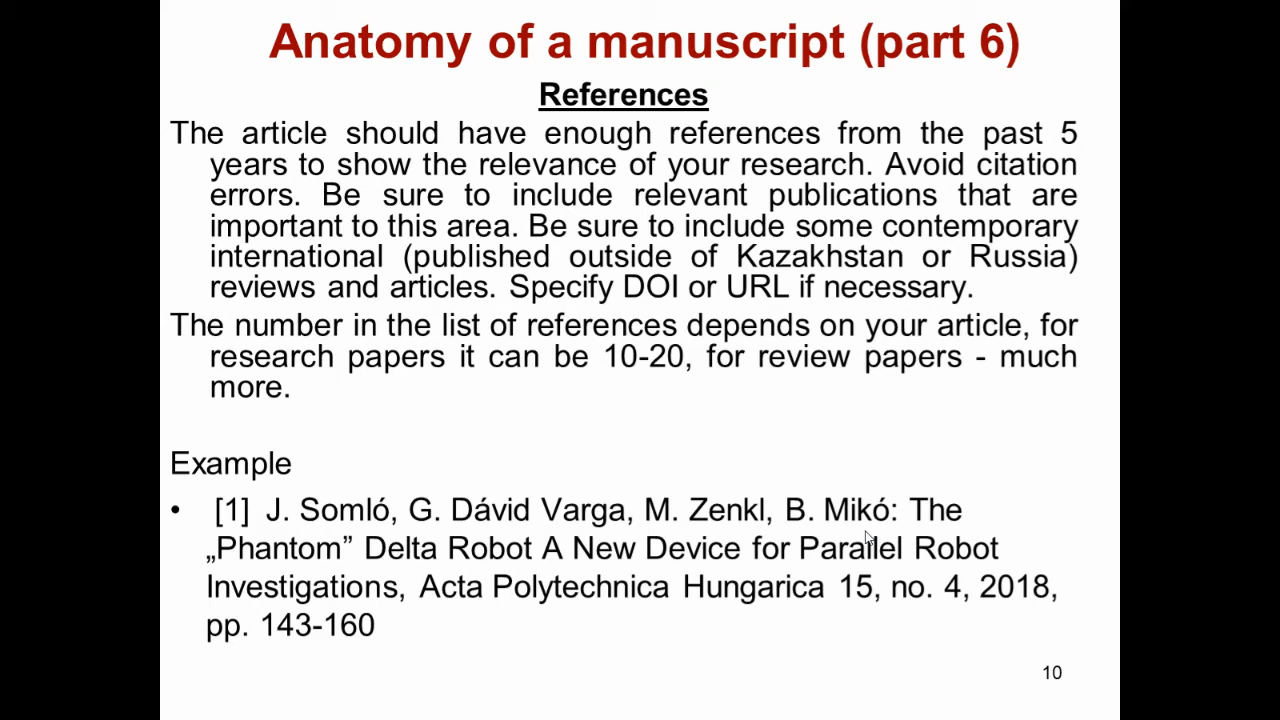 Anatomy of a manuscript (part 6)
References
The article should have enough references from the past 5
years to show the relevance of your research. Avoid citation
errors. Be sure to include relevant publications that are
important to this area. Be sure to include some contemporary
international (published outside of Kazakhstan or Russia)
reviews and articles. Specify DOI or URL if necessary.
The number in the list of references depends on your article, for
research papers it can be 10-20, for review papers - much
more.
Example
• [1] J. Somló, G. Dávid Varga, M. Zenkl, B. Mikó: The
„Phantom” Delta Robot A New Device for Parallel Robot
Investigations, Acta Polytechnica Hungarica 15, no. 4, 2018,
pp. 143-160
10